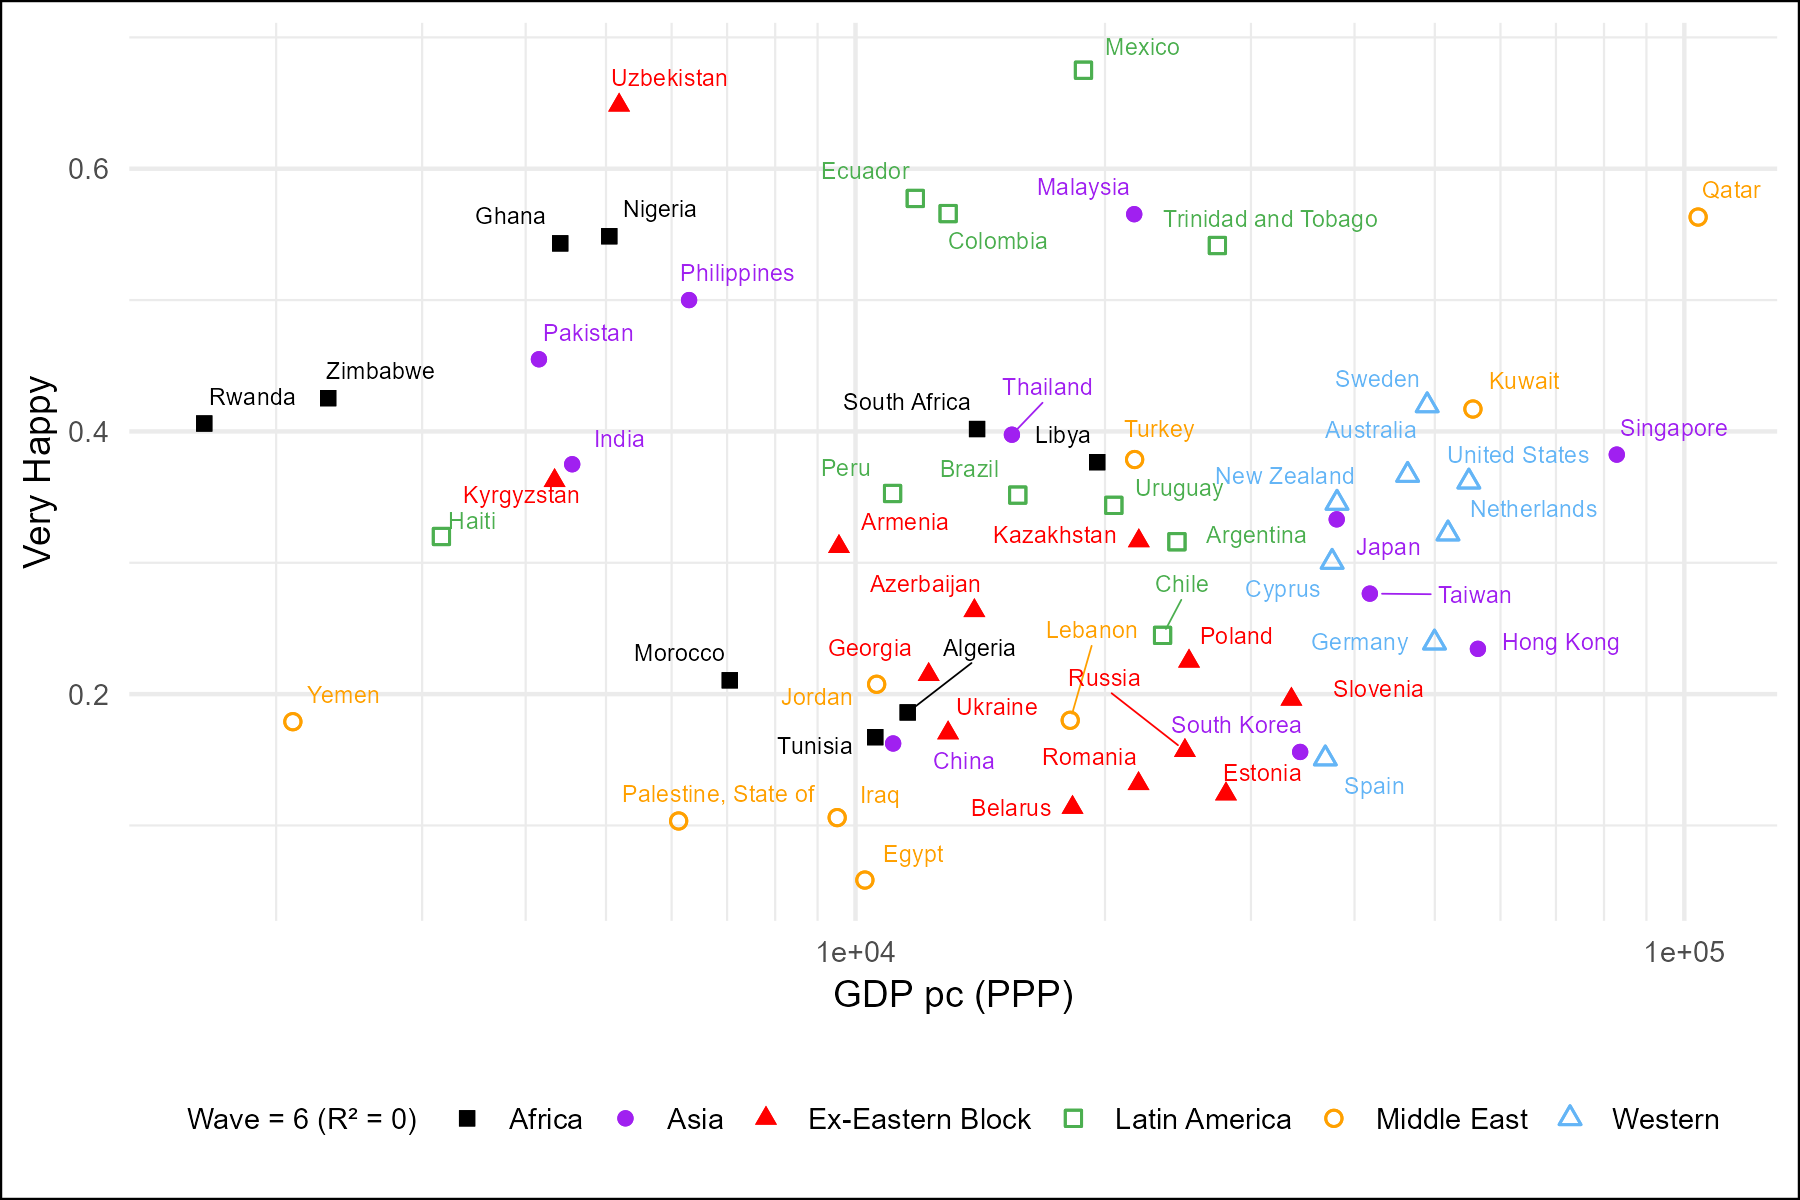 Mexico
Uzbekistan
0.6
Ecuador
Malaysia
Qatar
Ghana
Nigeria
Trinidad and Tobago
Colombia
Philippines
Pakistan
Zimbabwe
Rwanda
Thailand
Sweden
Kuwait
South Africa
0.4
Libya
Turkey
Australia
Singapore
India
Peru
Brazil
New Zealand
United States
Kyrgyzstan
Uruguay
Haiti
Armenia
Netherlands
Kazakhstan
Argentina
Japan
Very Happy
Azerbaijan
Chile
Cyprus
Taiwan
Lebanon
Poland
Germany
Hong Kong
Morocco
Georgia
Algeria
Russia
0.2
Yemen
Jordan
Slovenia
Ukraine
South Korea
Tunisia
China
Romania
Estonia
Spain
Palestine, State of
Iraq
Belarus
Egypt
1e+04
1e+05
GDP pc (PPP)
Wave = 6 (R² = 0) Africa Asia Ex-Eastern Block Latin America Middle East Western